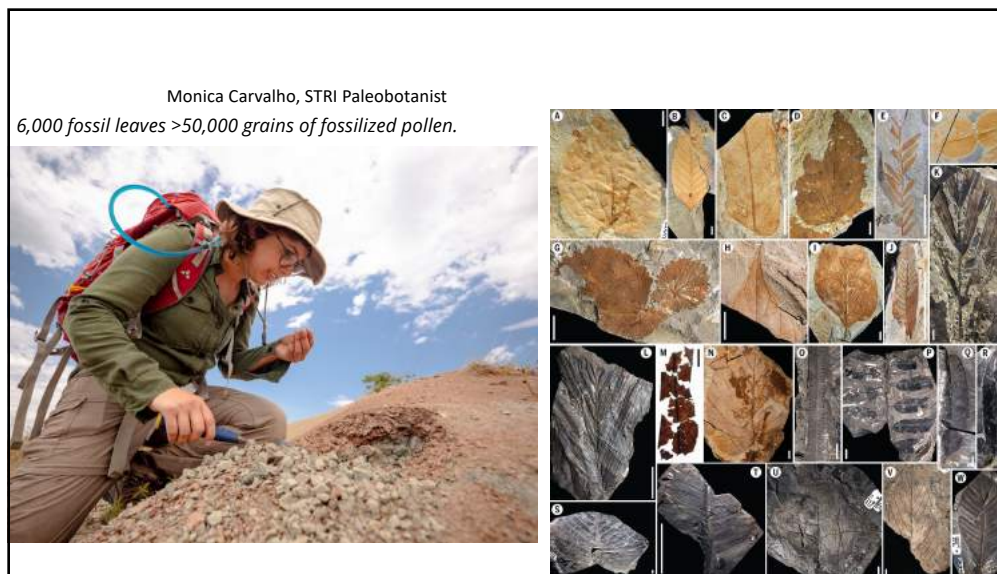 Monica Carvalho, STRI Paleobotanist
6,000 fossil leaves >50,000 grains of fossilized pollen.
A
B
C
D
E
F
K
G
H
I
J
L
M
N
O
P
Q
R
S
T
U
V
W